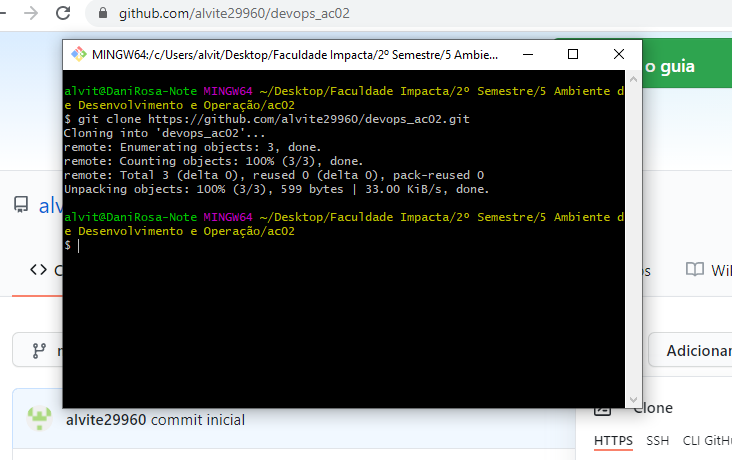 github.com/alvite29960/devops_ac02
MINGW64:/c/Users/alvit/Desktop/Faculdade Impacta/2º Semestre/5 Ambie...
o guia
alvit@DaniRosa-Note MINGW64 ~/Desktop/Faculdade Impacta/2º Semestre/5 Ambiente d
e Desenvolvimento e Operação/ac02
$ git clone https://github.com/alvite29960/devops_ac02.git
Cloning into 'devops_ac02'...
remote: Enumerating objects: 3, done.
remote: Counting objects: 100% (3/3), done.
remote: Total 3 (delta 0), reused 0 (delta 0), pack-reused 0
Unpacking objects: 100% (3/3), 599 bytes | 33.00 KiB/s, done.
alvit@DaniRosa-Note MINGW64 ~/Desktop/Faculdade Impacta/2º Semestre/5 Ambiente d
e Desenvolvimento e Operação/ac02
$
Adicionar
alvite29960 commit inicial
Clone
HTTPS SSH CLI GitHu